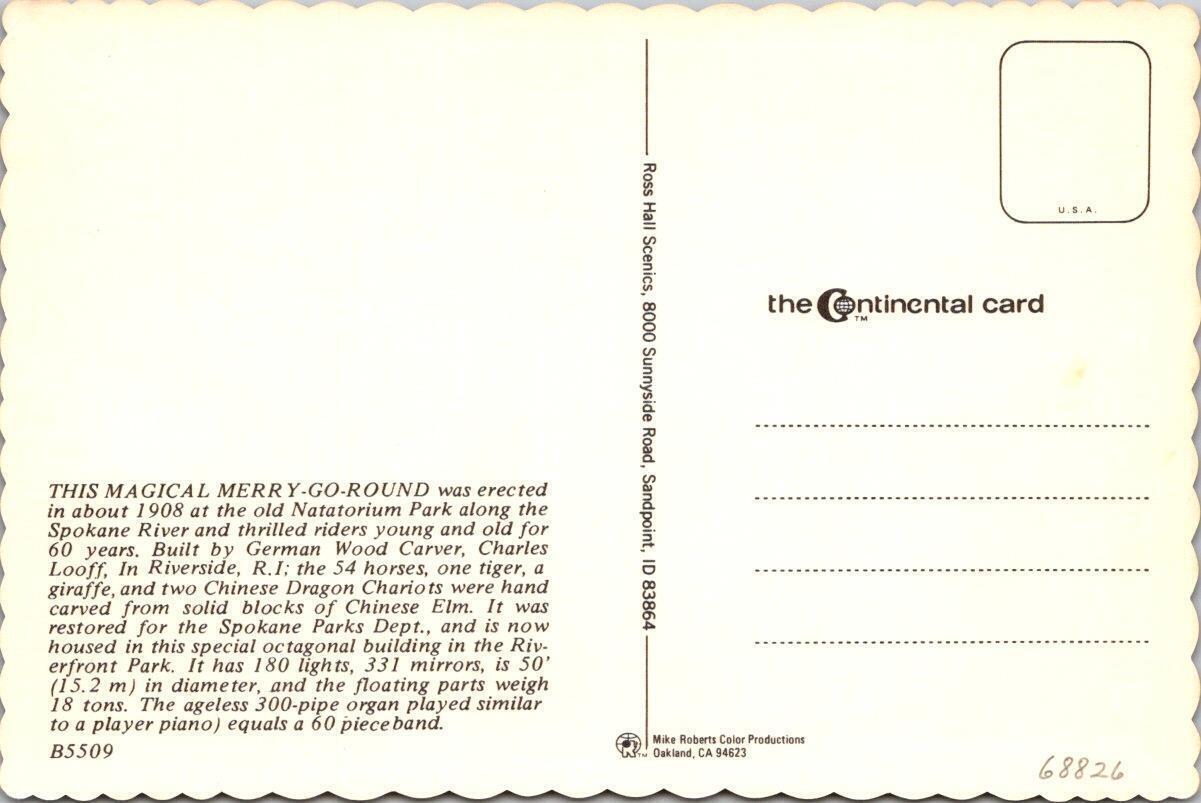 THIS MAGICAL MERRY-GO-ROUND was erected
in about 1908 at the old Natatorium Park along the
Spokane River and thrilled riders young and old for
60 years. Built by German Wood Carver, Charles
Looff, In Riverside, R.I; the 54 horses, one tiger, a
giraffe, and two Chinese Dragon Chariots were hand
carved from solid blocks of Chinese Elm. It was
restored for the Spokane Parks Dept., and is now
housed in this special octagonal building in the Riv-
erfront Park. It has 180 lights, 331 mirrors, is 50'
(15.2 m) in diameter, and the floating parts weigh
18 tons. The ageless 300-pipe organ played similar
to a player piano) equals a 60 piece band.
B5509
Ross Hall Scenics, 8000 Sunnyside Road, Sandpoint, ID 83864
Mike Roberts Color Productions
Oakland, CA 94623
U.S.A.
the Continental card
TM
68826